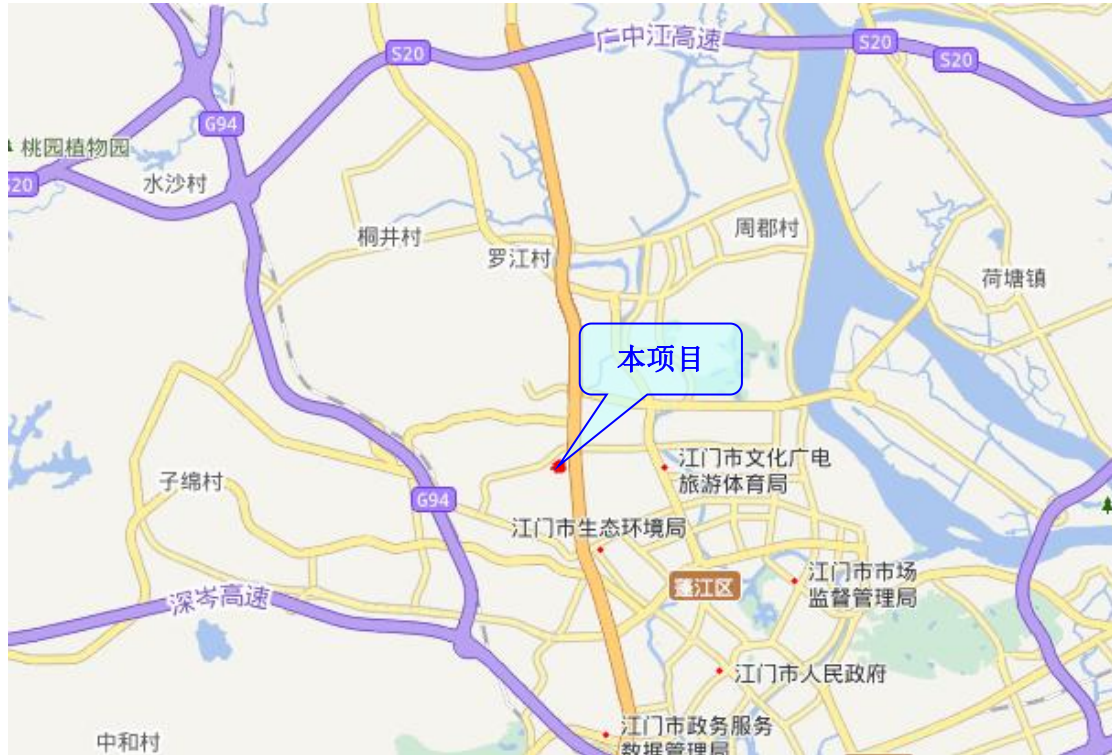 广中江高速
S20
S20
S20
G94
桃园植物园
S20
水沙村
周郡村
桐井村
罗江村
荷塘镇
本项目
江门市文化广电
旅游体育局
子绵村
G94
江门市生态环境局
江门市市场
监督管理局
蓬江区
深岑高速
江门市人民政府
江门市政务服务
数据管理局
中和村